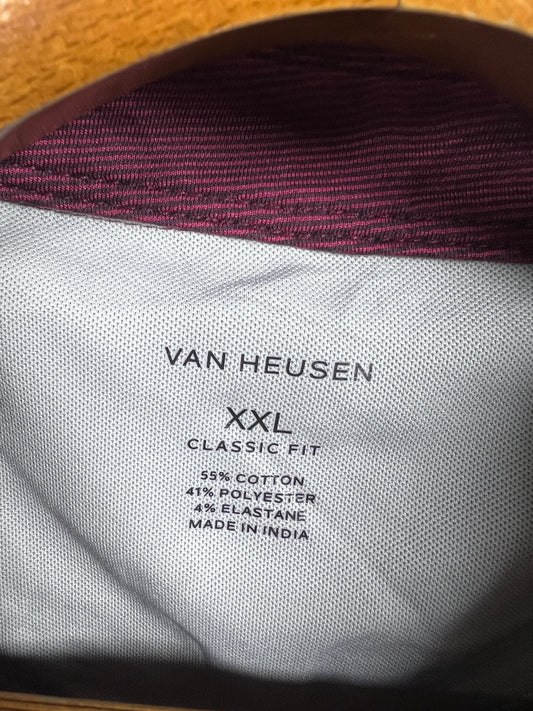 VAN HEUSEN
XXL
CLASSIC FIT
55% COTTON
41% POLYESTER
4% ELASTANE
MADE IN INDIA